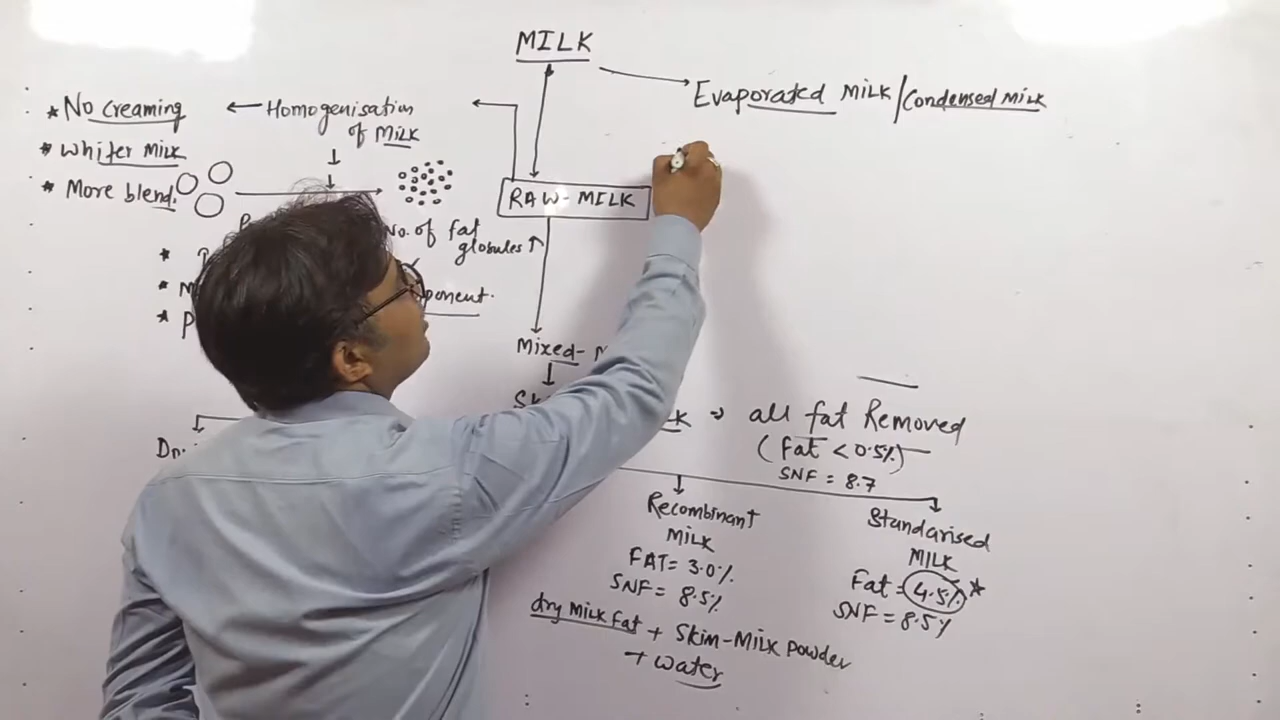 MILK
Evaporated MILK/Condensed MILK
* No creaming
← Homogenisation
of MILK
* Whiter MILK
* More blend.
RAW-MILK
No. of fat
globules ↑
ponent.
Mixed-
all fat Removed
(Fat < 0.5%)
SNF = 8.7
Recombinant
MILK
FAT = 3.0%
SNF = 8.5%
dry MILK fat + Skim-MILK powder
+ water
Standarised
MILK
Fat = 4.5% *
SNF = 8.5%